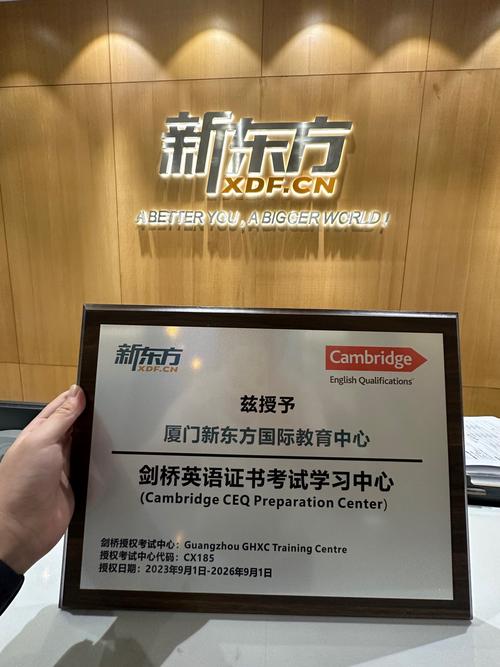 新东方
XDF.CN
A BETTER YOU , A BIGGER WORLD !
新东方
XDF.CN
Cambridge
English Qualifications
兹授予
厦门新东方国际教育中心
剑桥英语证书考试学习中心
(Cambridge CEQ Preparation Center)
剑桥授权考试中心：Guangzhou GHXC Training Centre
授权考试中心代码：CX185
授权日期：2023年9月1日-2026年9月1日